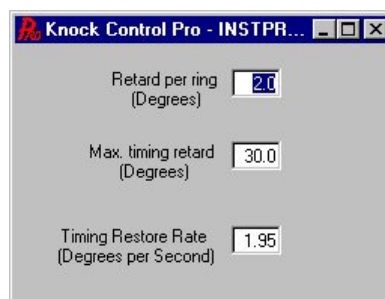 Pro Knock Control Pro - INSTPR...
Retard per ring 2.0
(Degrees)
Max. timing retard 30.0
(Degrees)
Timing Restore Rate 1.95
(Degrees per Second)